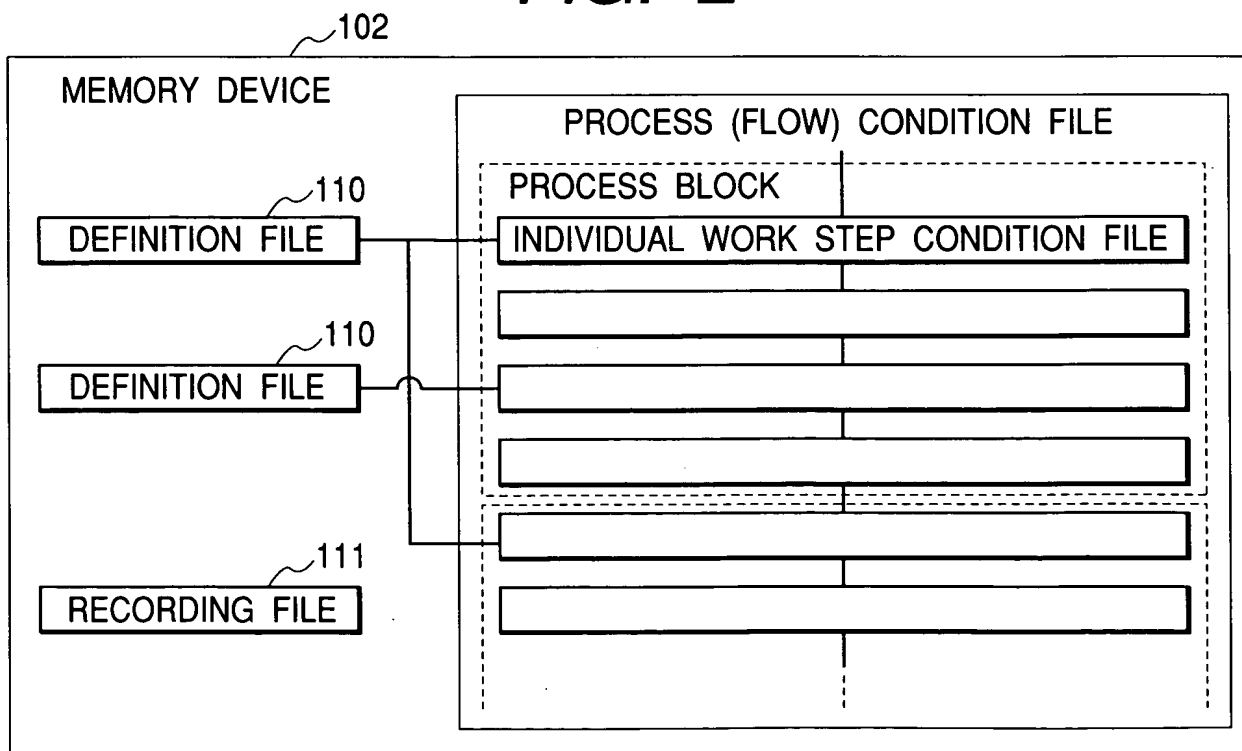 102
MEMORY DEVICE
PROCESS (FLOW) CONDITION FILE
PROCESS BLOCK
110
DEFINITION FILE
INDIVIDUAL WORK STEP CONDITION FILE
110
DEFINITION FILE
111
RECORDING FILE